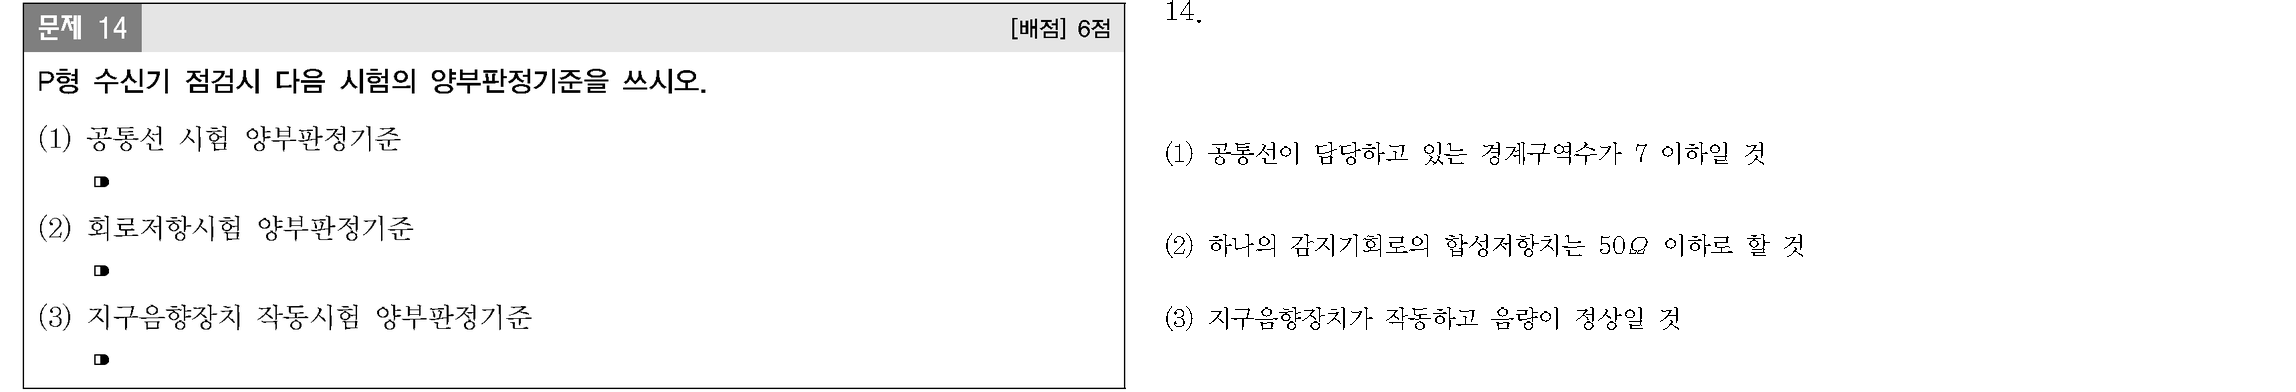 문제 14
[배점] 6점
P형 수신기 점검시 다음 시험의 양부판정기준을 쓰시오.
(1) 공통선 시험 양부판정기준
(2) 회로저항시험 양부판정기준
(3) 지구음향장치 작동시험 양부판정기준
14.
(1) 공통선이 담당하고 있는 경계구역수가 7 이하일 것
(2) 하나의 감지기회로의 합성저항치는 50Ω 이하로 할 것
(3) 지구음향장치가 작동하고 음량이 정상일 것